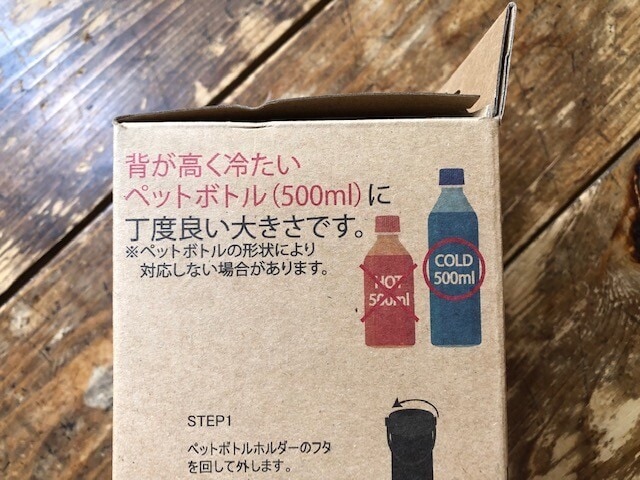 背が高く冷たい
ペットボトル(500ml)に
丁度良い大きさです。
※ペットボトルの形状により
対応しない場合があります。
HOT
500ml
COLD
500ml
STEP1
ペットボトルホルダーのフタ
を回して外します。